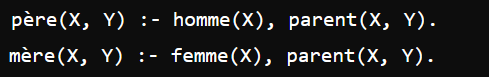 père(X, Y) :- homme(X), parent(X, Y).
mère(X, Y) :- femme(X), parent(X, Y).